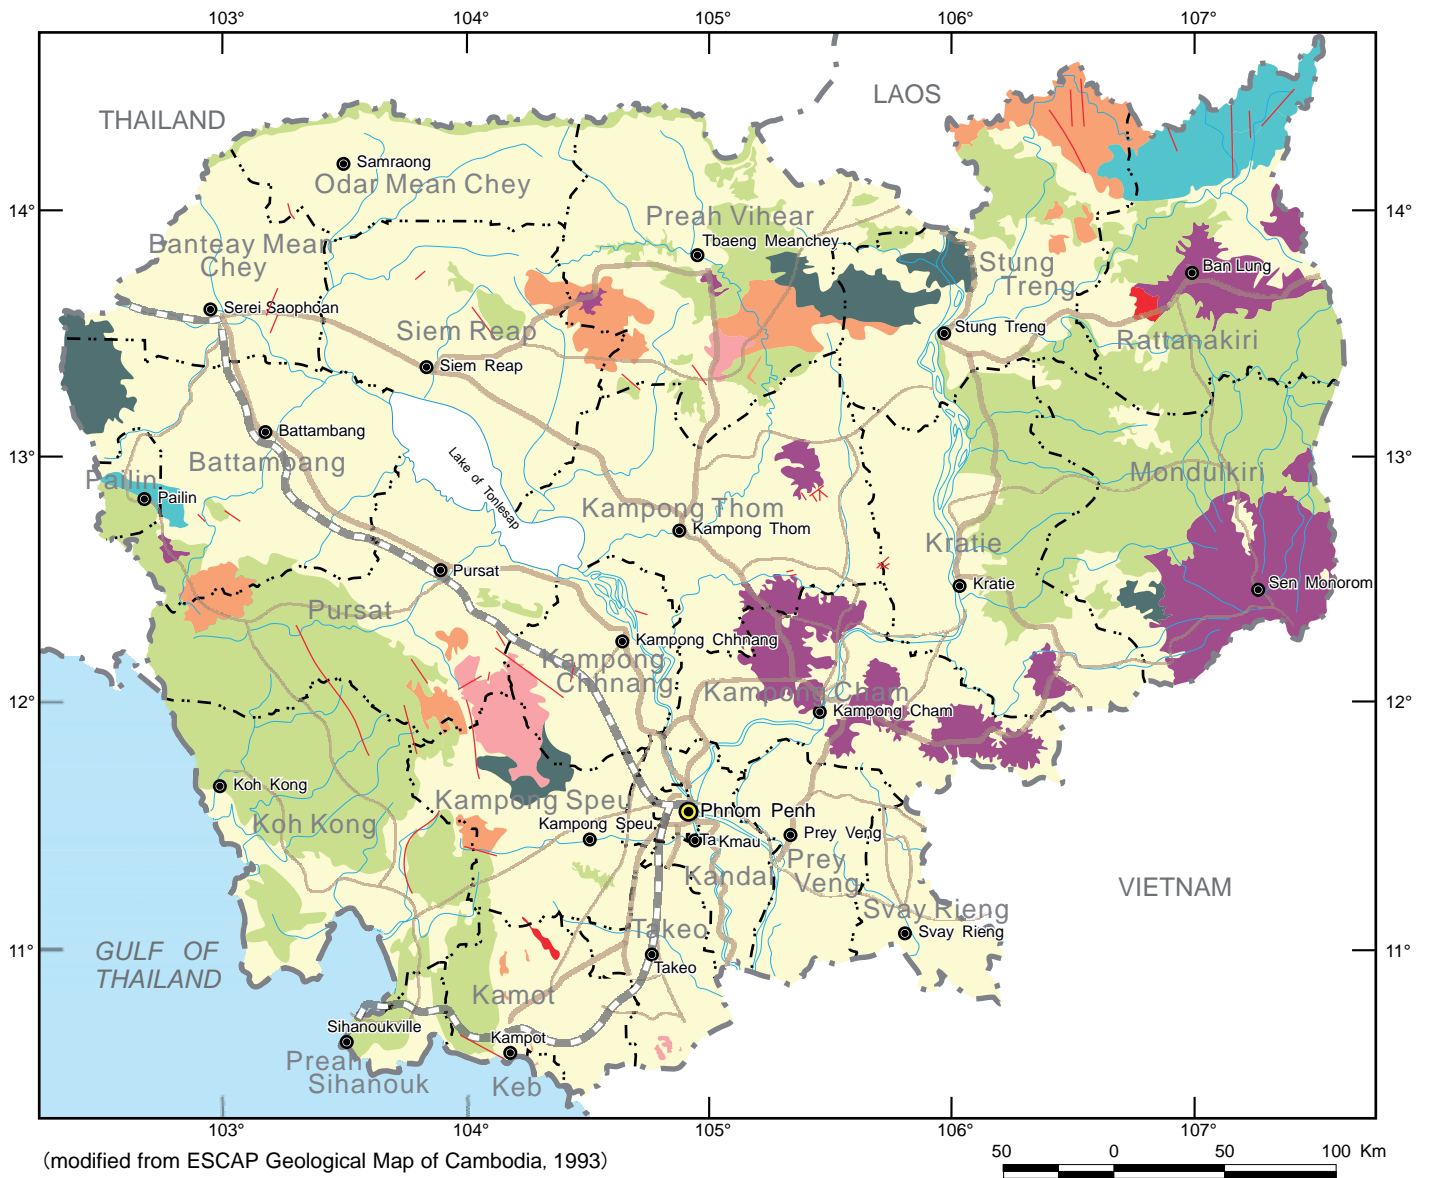 103°
104°
105°
106°
107°
LAOS
THAILAND
Samraong
Odar Mean Chey
14°
14°
Preah Vihear
Tbaeng Meanchey
Banteay Mean
Chey
Stung
Treng
Ban Lung
Serei Saophoan
Siem Reap
Stung Treng
Rattanakiri
Siem Reap
Battambang
13°
13°
Battambang
Lake of Tonlesap
Pailin
Pailin
Mondulkiri
Kampong Thom
Kampong Thom
Kratie
Pursat
Kratie
Sen Monorom
Pursat
Kampong Chhnang
Kampong
Chhnang
12°
12°
Kampong Cham
Kampong Cham
Koh Kong
Kampong Speu
Phnom Penh
Koh Kong
Kampong Speu
Ta Kmau
Prey Veng
Prey
Veng
Kandal
VIETNAM
Svay Rieng
Svay Rieng
Takeo
11°
11°
GULF OF
THAILAND
Takeo
Kamot
Sihanoukville
Kampot
Preah
Sihanouk
Keb
103°
104°
105°
106°
107°
(modified from ESCAP Geological Map of Cambodia, 1993)
50 0 50 100 Km